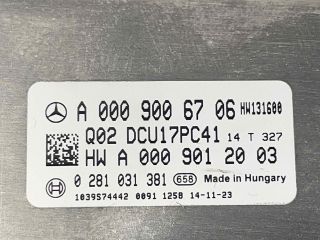 A 000 900 67 06 HW131600
Q02 DCU17PC41 14 T 327
HW A 000 901 20 03
0 281 031 381 658 Made in Hungary
1039S74442 0091 1258 14-11-23